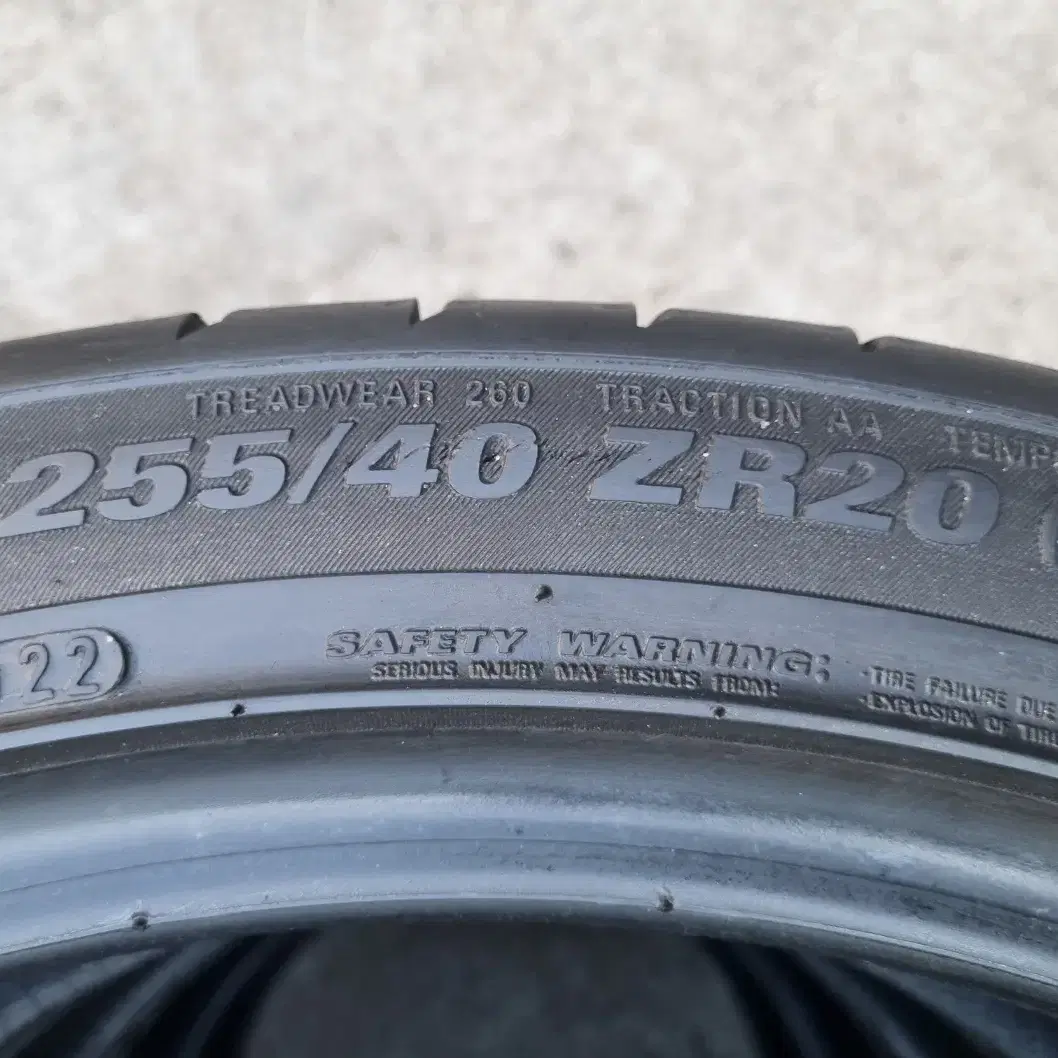 TREADWEAR 260 TRACTION AA
255/40 ZR20
22
SAFETY WARNING:
SERIOUS INJURY MAY RESULTS FROM:
-TIRE FAILURE DUE
-EXPLOSION OF